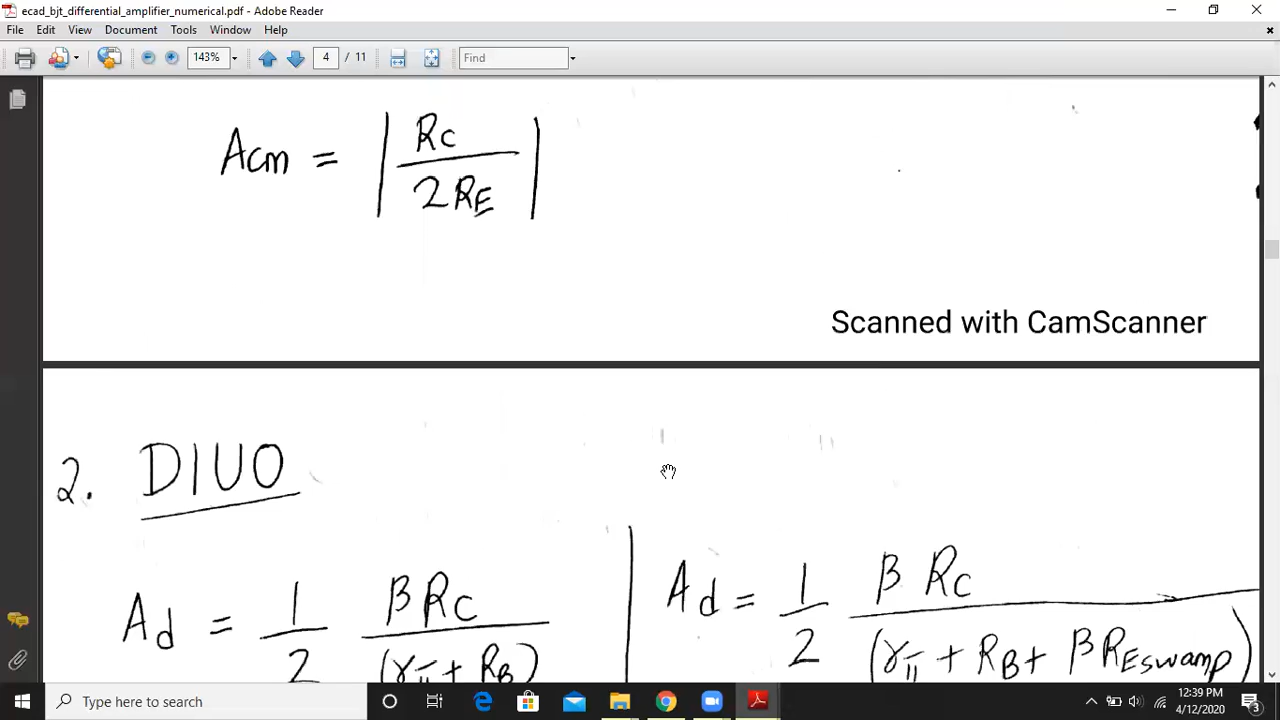 ecad_bjt_differential_amplifier_numerical.pdf - Adobe Reader
File Edit View Document Tools Window Help
4 / 11 143% Find
Acm = | RC / 2RE |
Scanned with CamScanner
2. DIUO
Ad = 1/2 βRC / (rπ + RB)
Ad = 1/2 βRC / (rπ + RB + βREswamp)
Type here to search
12:39 PM
4/12/2020
3